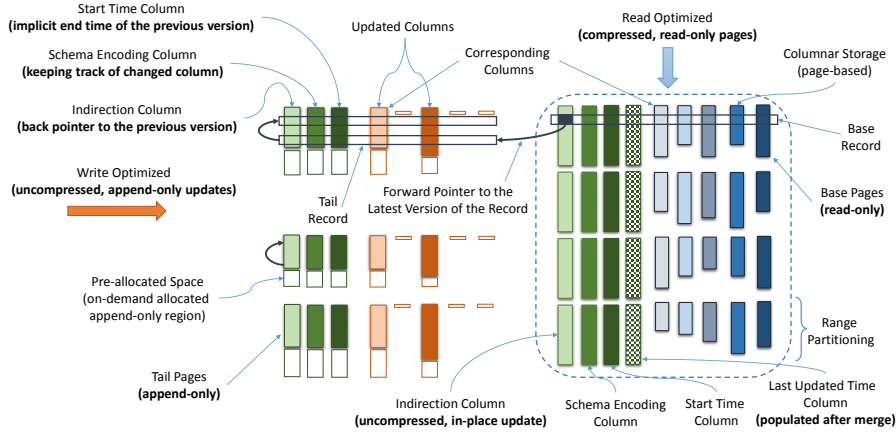 Start Time Column
(implicit end time of the previous version)
Updated Columns
Read Optimized
(compressed, read-only pages)
Schema Encoding Column
(keeping track of changed column)
Corresponding
Columns
Columnar Storage
(page-based)
Indirection Column
(back pointer to the previous version)
Base
Record
Write Optimized
(uncompressed, append-only updates)
Tail
Record
Forward Pointer to the
Latest Version of the Record
Base Pages
(read-only)
Pre-allocated Space
(on-demand allocated
append-only region)
Range
Partitioning
Tail Pages
(append-only)
Indirection Column
(uncompressed, in-place update)
Schema Encoding
Column
Start Time
Column
Last Updated Time
Column
(populated after merge)